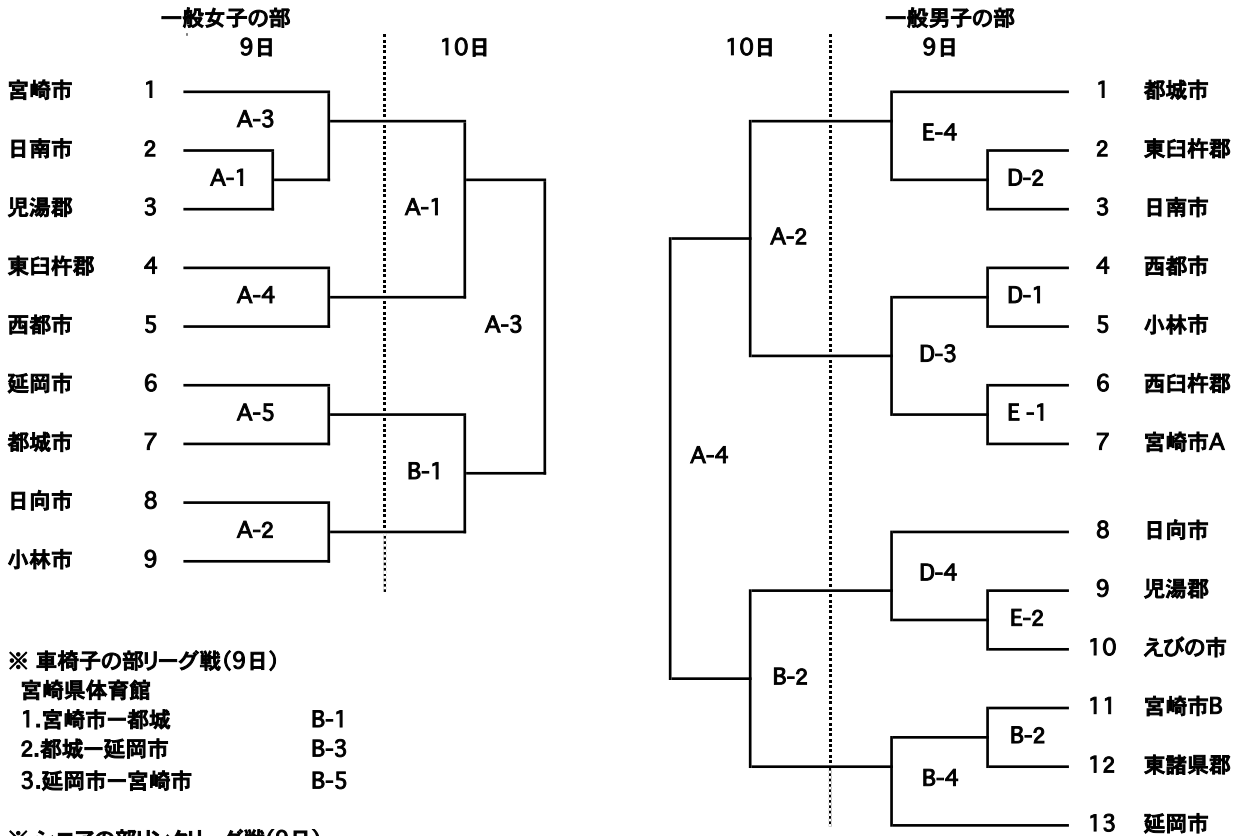 一般女子の部
9日 10日
宮崎市 1
A-3
日南市 2
A-1
児湯郡 3
A-1
東臼杵郡 4
A-4
西都市 5
A-3
延岡市 6
A-5
都城市 7
B-1
日向市 8
A-2
小林市 9
※ 車椅子の部リーグ戦(9日)
宮崎県体育館
1.宮崎市ー都城 B-1
2.都城ー延岡市 B-3
3.延岡市ー宮崎市 B-5
一般男子の部
10日 9日
1 都城市
E-4
2 東臼杵郡
D-2
3 日南市
A-2
4 西都市
D-1
5 小林市
D-3
6 西臼杵郡
E -1
7 宮崎市A
A-4
8 日向市
D-4
9 児湯郡
E-2
10 えびの市
B-2
11 宮崎市B
B-2
12 東諸県郡
B-4
13 延岡市